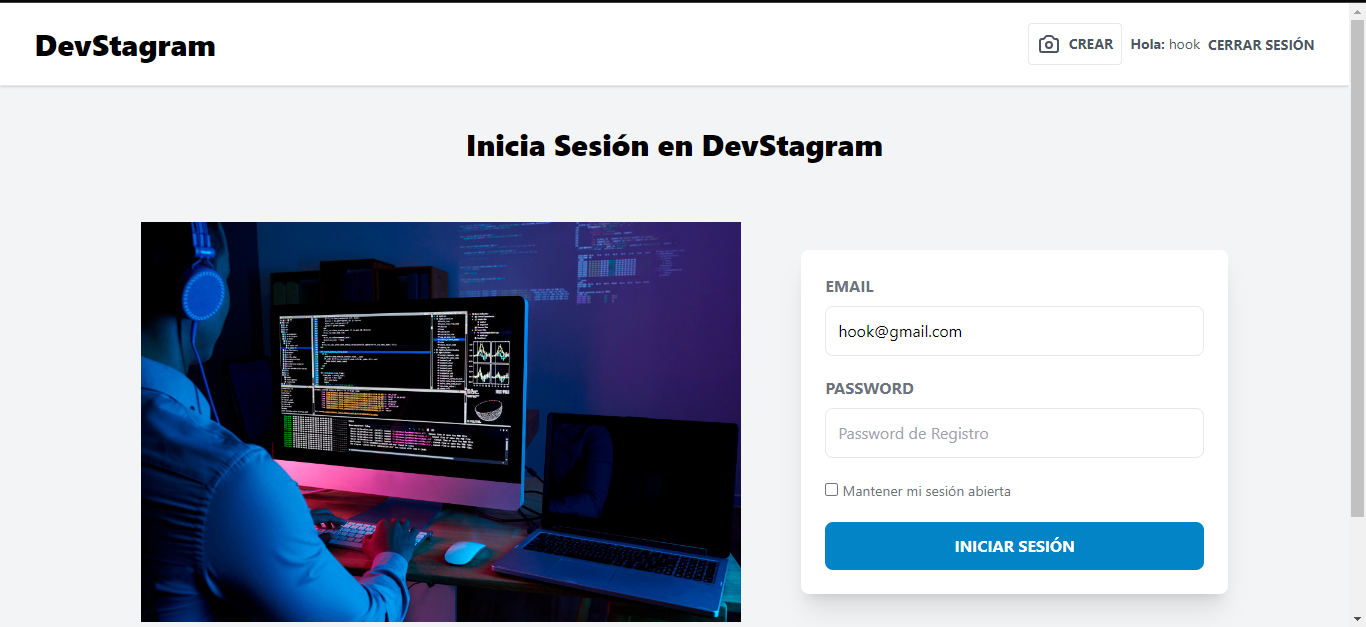 DevStagram
CREAR Hola: hook CERRAR SESIÓN
Inicia Sesión en DevStagram
EMAIL
hook@gmail.com
PASSWORD
Password de Registro
Mantener mi sesión abierta
INICIAR SESIÓN